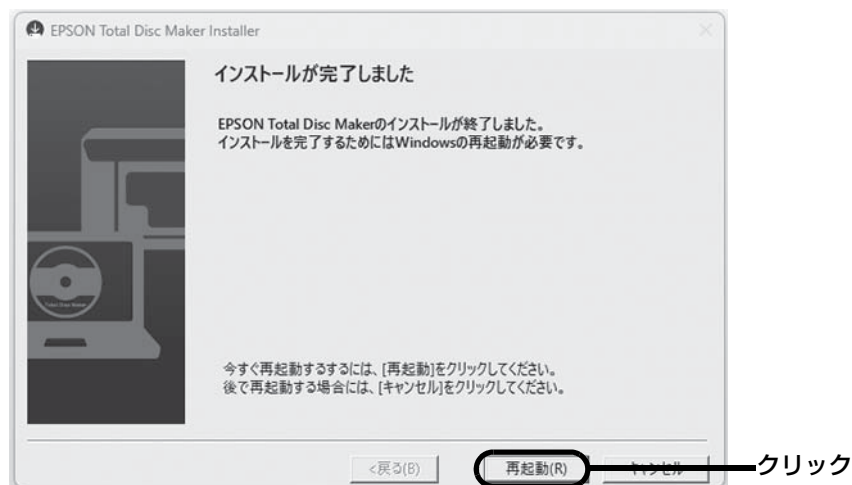 EPSON Total Disc Maker Installer
インストールが完了しました
EPSON Total Disc Makerのインストールが終了しました。
インストールを完了するためにはWindowsの再起動が必要です。
Total Disc Maker
今すぐ再起動するするには、[再起動]をクリックしてください。
後で再起動する場合には、[キャンセル]をクリックしてください。
<戻る(B)
再起動(R)
キャンセル
クリック